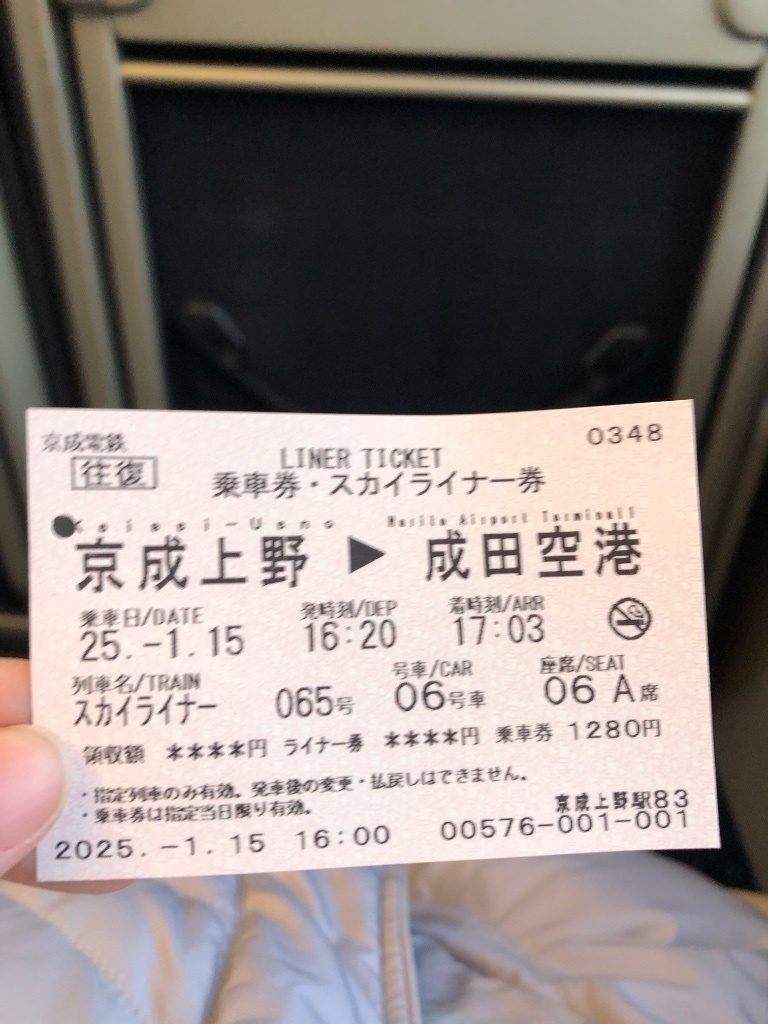 京成電鉄
0348
往復
LINER TICKET
乗車券・スカイライナー券
Keisei-Ueno Narita Airport Terminal1
京成上野 ▶ 成田空港
乗車日/DATE 発時刻/DEP 着時刻/ARR
25.-1.15 16:20 17:03
列車名/TRAIN 号車/CAR 座席/SEAT
スカイライナー 065号 06号車 06 A席
領収額 ****円 ライナー券 ****円 乗車券 1280円
・指定列車のみ有効。発車後の変更・払戻しはできません。
・乗車券は指定当日限り有効。
京成上野駅83
2025.-1.15 16:00 00576-001-001